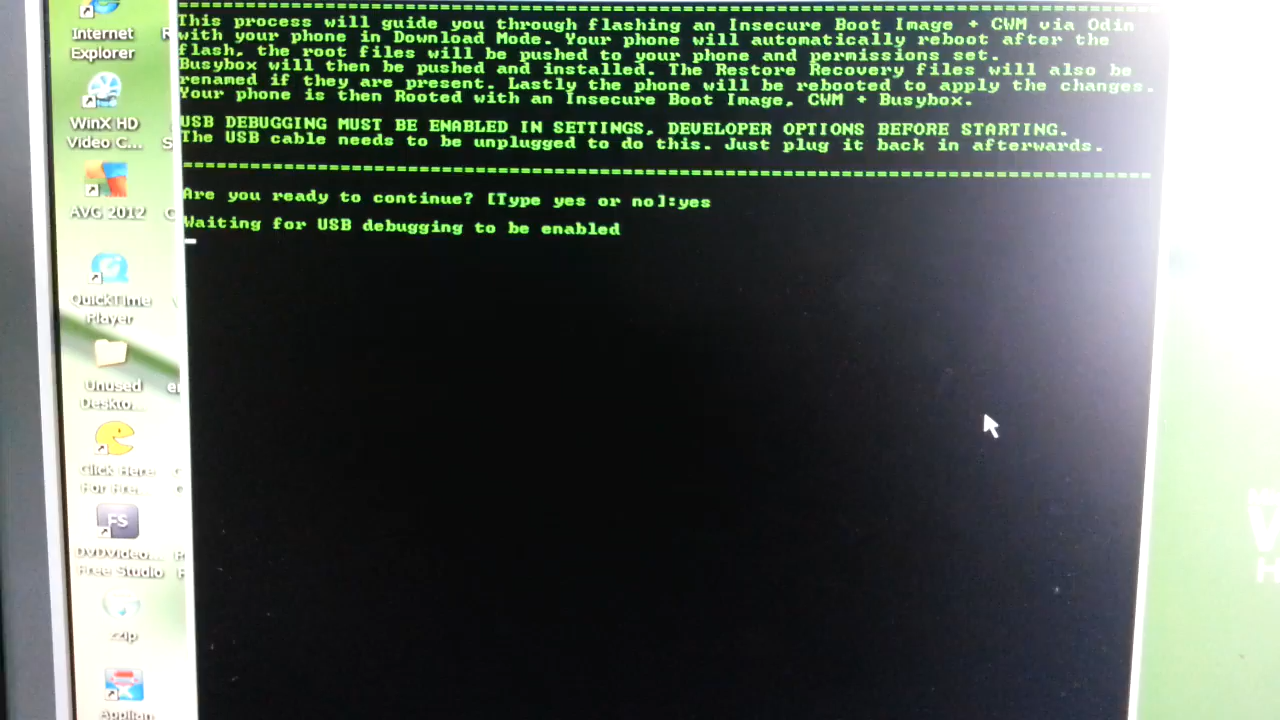 This process will guide you through flashing an Insecure Boot Image + CWM via Odin
with your phone in Download Mode. Your phone will automatically reboot after the
flash, the root files will be pushed to your phone and permissions set.
Busybox will then be pushed and installed. The Restore Recovery files will also be
renamed if they are present. Lastly the phone will be rebooted to apply the changes.
Your phone is then Rooted with an Insecure Boot Image, CWM + Busybox.
USB DEBUGGING MUST BE ENABLED IN SETTINGS, DEVELOPER OPTIONS BEFORE STARTING.
The USB cable needs to be unplugged to do this. Just plug it back in afterwards.
Are you ready to continue? [Type yes or no]:yes
Waiting for USB debugging to be enabled
Internet
Explorer
WinX HD
Video C...
AVG 2012
QuickTime
Player
Unused
Deskto...
Click Here
For Fre...
FS
DVDVideo...
Free Studio
7zip
Applian